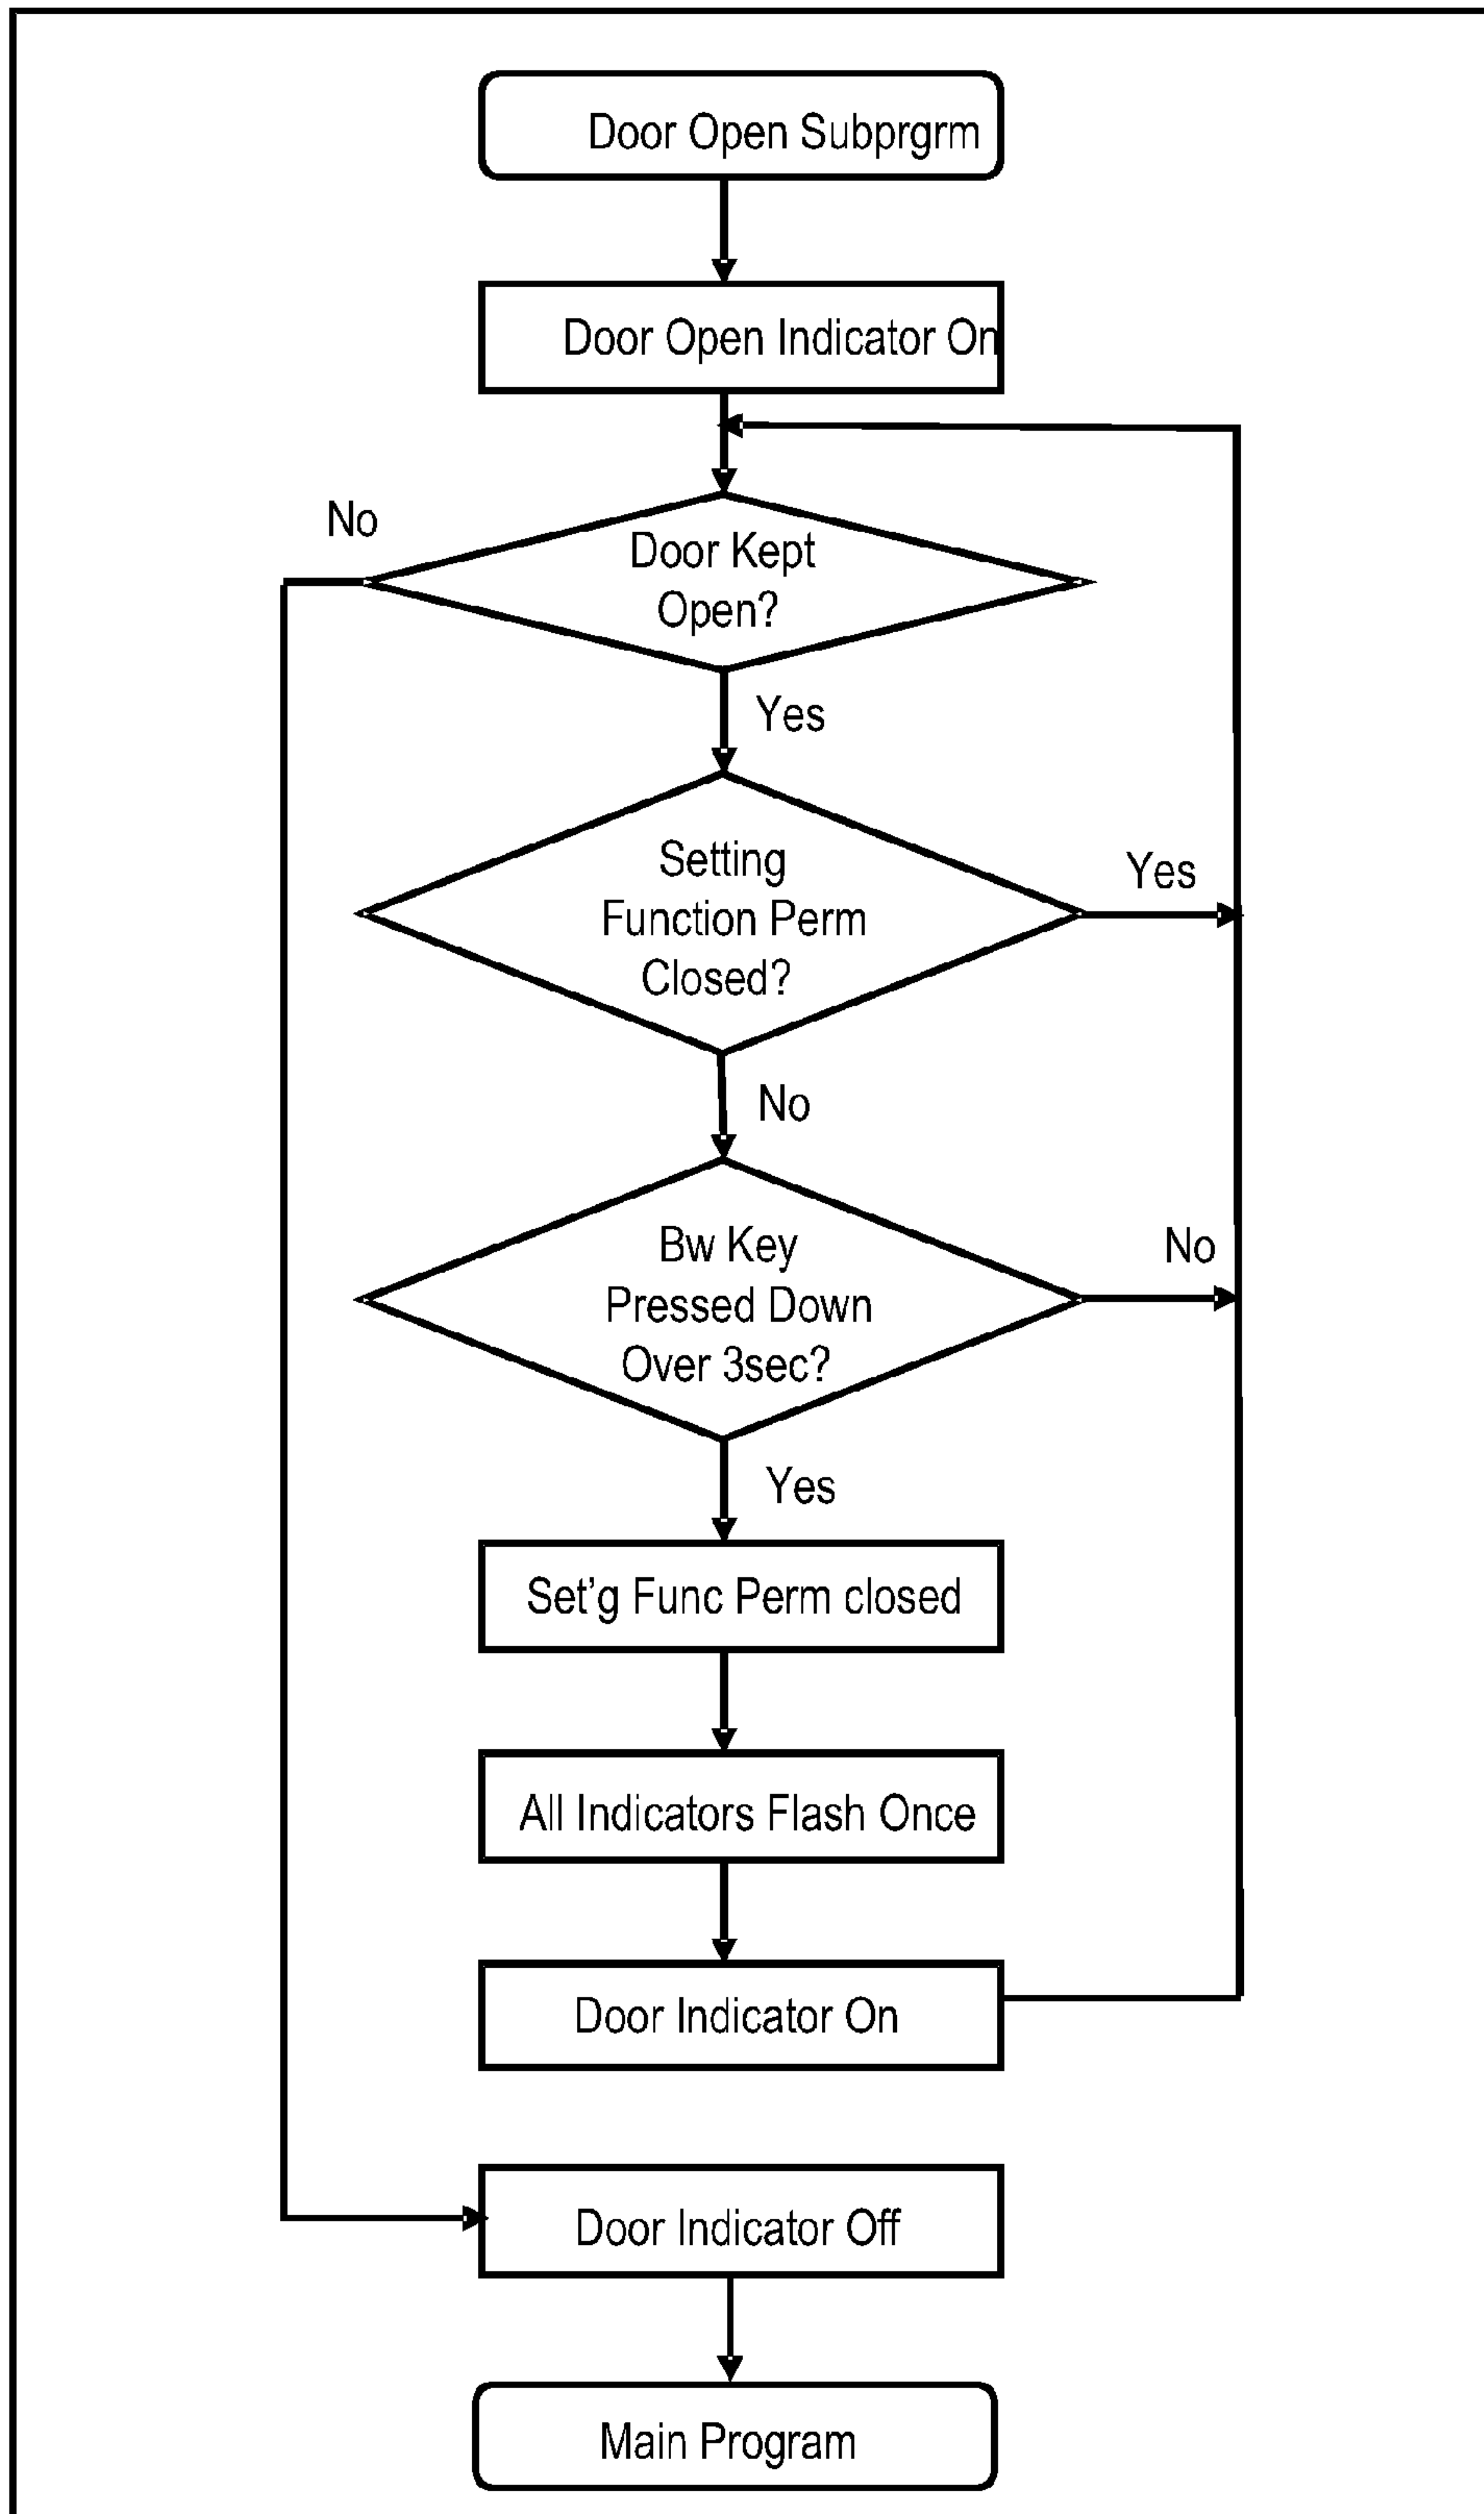 Door Open Subprgrm
Door Open Indicator On
No
Door Kept
Open?
Yes
Setting
Function Perm
Closed?
Yes
No
Bw Key
Pressed Down
Over 3sec?
No
Yes
Set'g Func Perm closed
All Indicators Flash Once
Door Indicator On
Door Indicator Off
Main Program